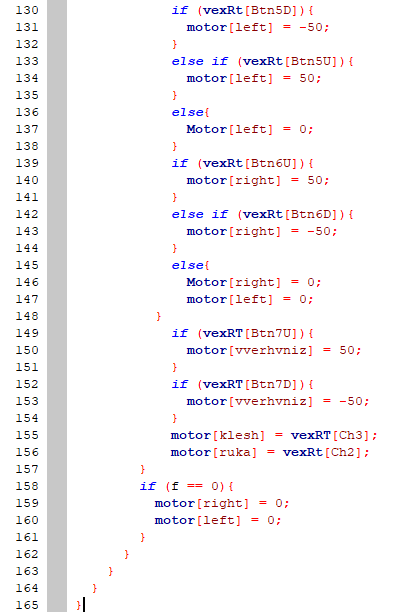 130 if (vexRt[Btn5D]){
131 motor[left] = -50;
132 }
133 else if (vexRt[Btn5U]){
134 motor[left] = 50;
135 }
136 else{
137 Motor[left] = 0;
138 }
139 if (vexRt[Btn6U]){
140 motor[right] = 50;
141 }
142 else if (vexRt[Btn6D]){
143 motor[right] = -50;
144 }
145 else{
146 Motor[right] = 0;
147 motor[left] = 0;
148 }
149 if (vexRT[Btn7U]){
150 motor[vverhvniz] = 50;
151 }
152 if (vexRT[Btn7D]){
153 motor[vverhvniz] = -50;
154 }
155 motor[klesh] = vexRT[Ch3];
156 motor[ruka] = vexRt[Ch2];
157 }
158 if (f == 0){
159 motor[right] = 0;
160 motor[left] = 0;
161 }
162 }
163 }
164 }
165 }